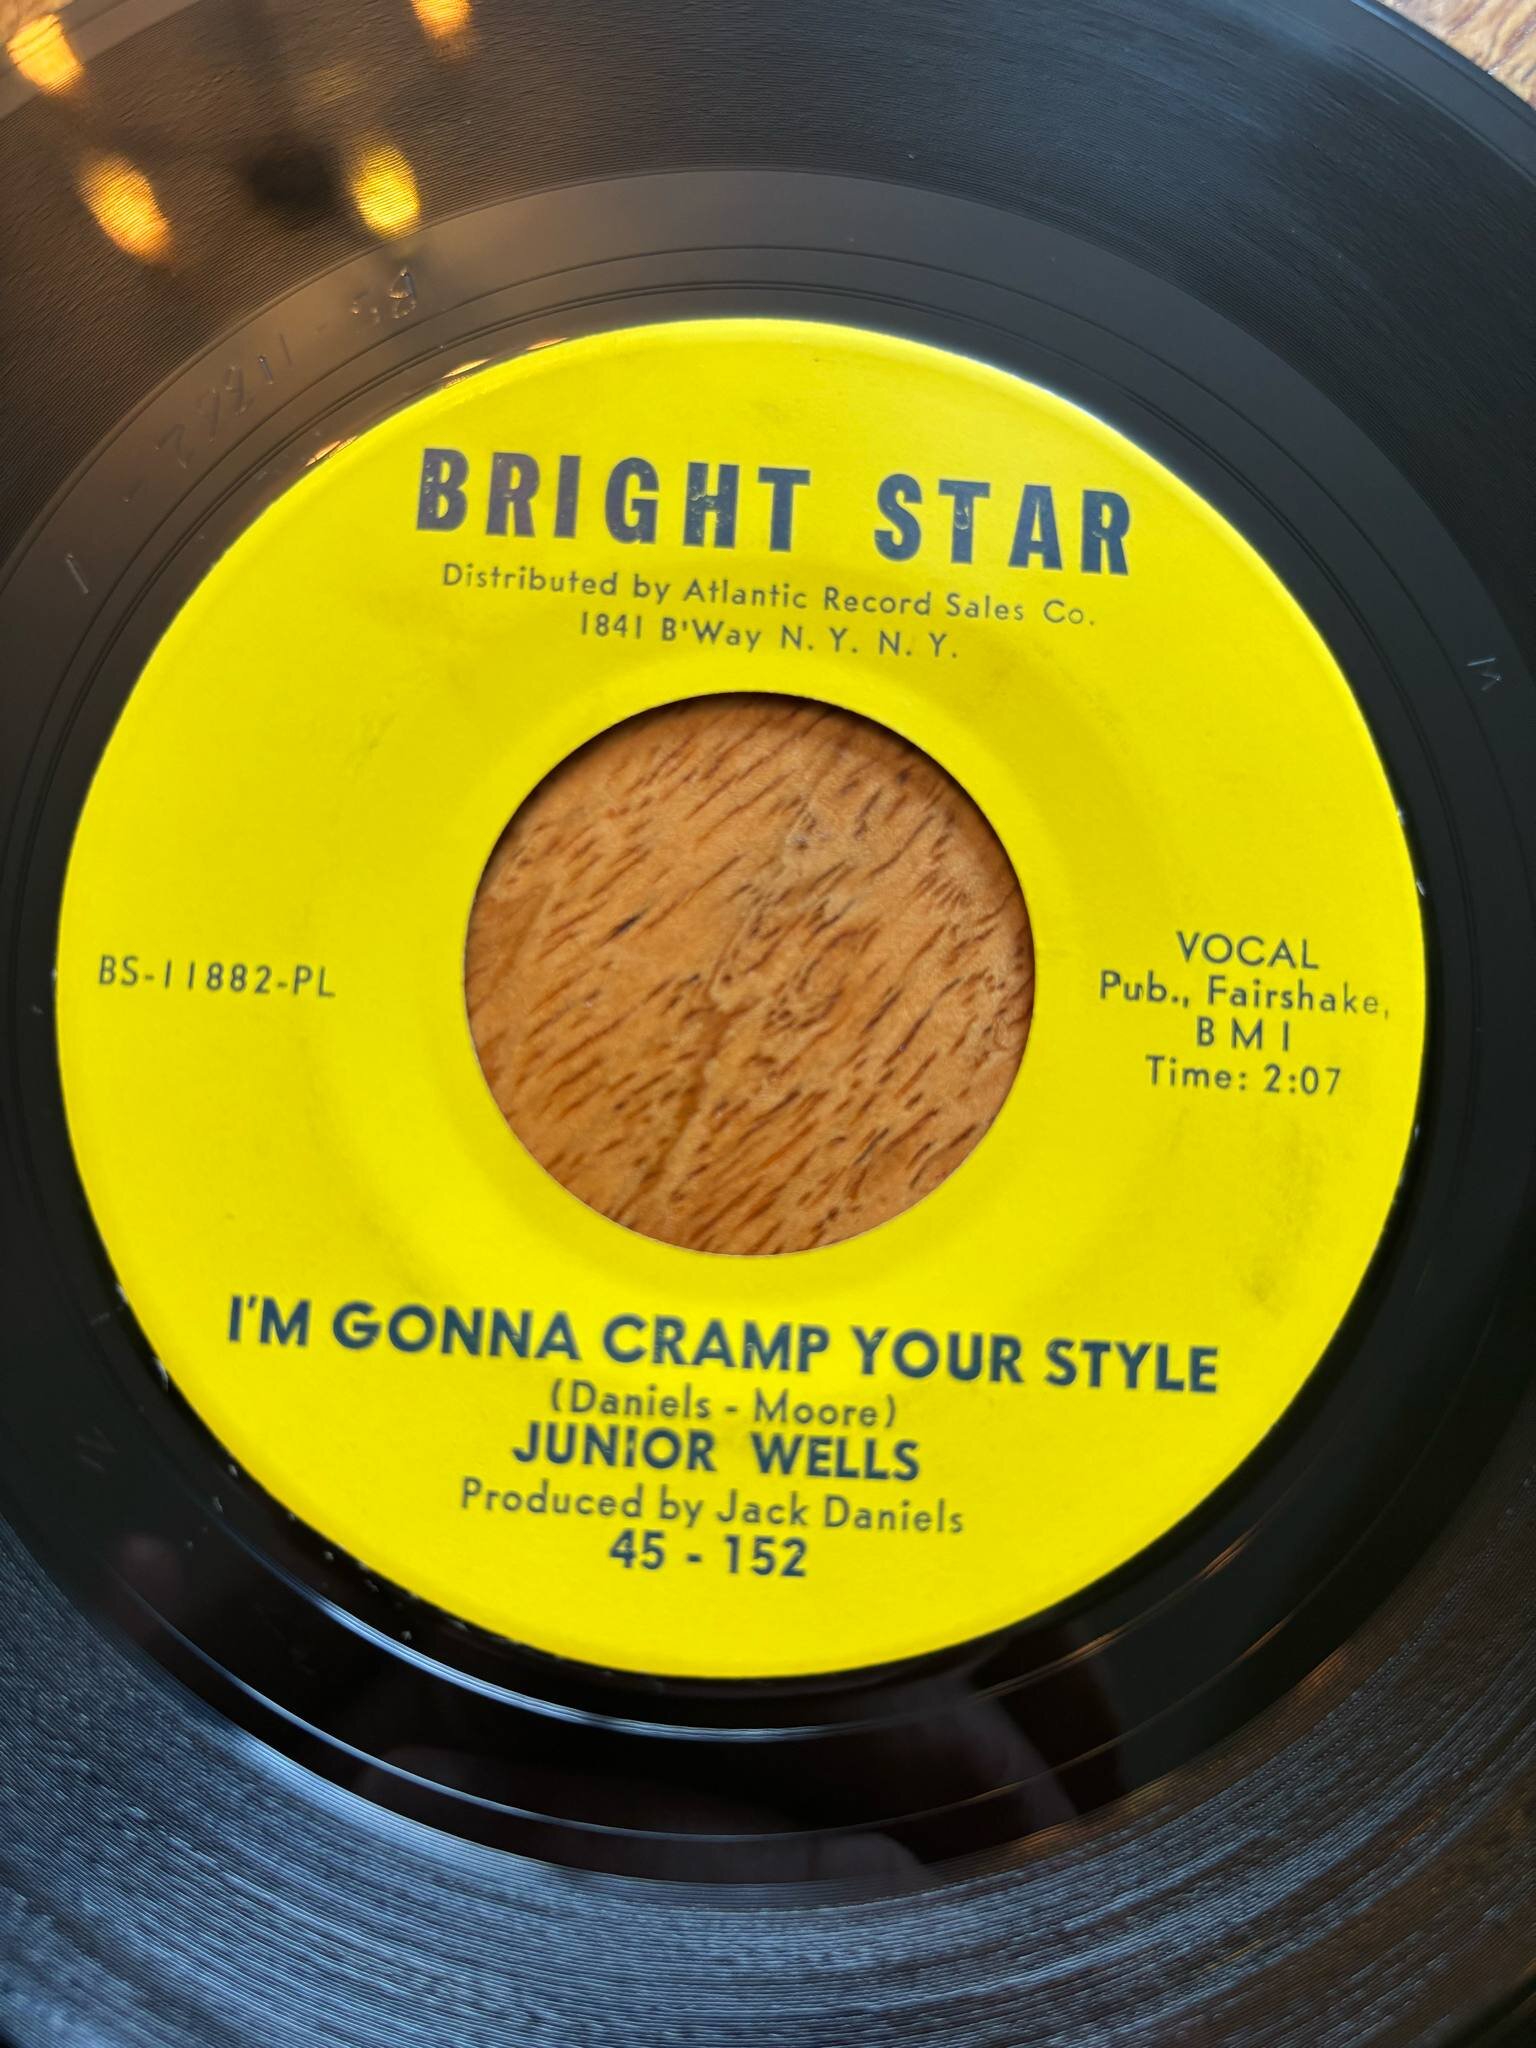 BRIGHT STAR
Distributed by Atlantic Record Sales Co.
1841 B'Way N. Y. N. Y.
BS-11882-PL
VOCAL
Pub., Fairshake,
B M I
Time: 2:07
I'M GONNA CRAMP YOUR STYLE
(Daniels - Moore)
JUNIOR WELLS
Produced by Jack Daniels
45 - 152